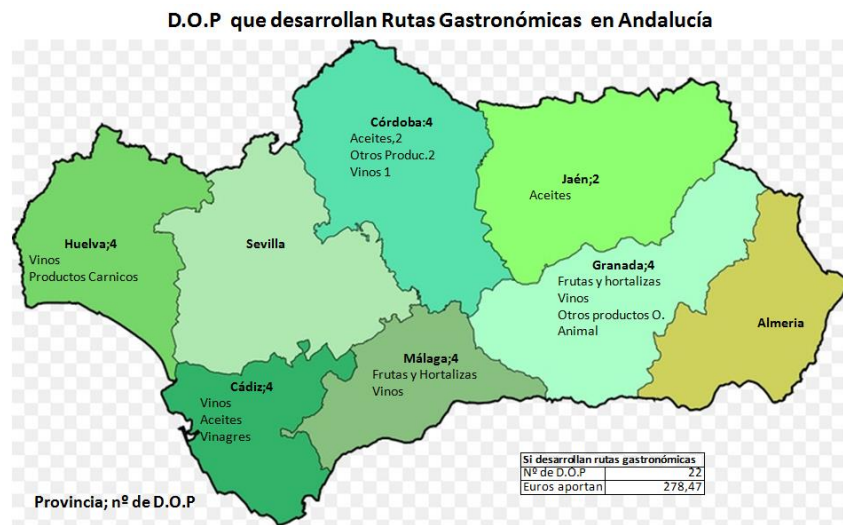 D.O.P que desarrollan Rutas Gastronómicas en Andalucía
Córdoba:4
Aceites,2
Otros Produc.2
Vinos 1
Jaén;2
Aceites
Huelva;4
Vinos
Productos Carnicos
Sevilla
Granada;4
Frutas y hortalizas
Vinos
Otros productos O.
Animal
Almeria
Málaga;4
Frutas y Hortalizas
Vinos
Cádiz;4
Vinos
Aceites
Vinagres
Si desarrollan rutas gastronómicas
Nº de D.O.P 22
Euros aportan 278,47
Provincia; nº de D.O.P